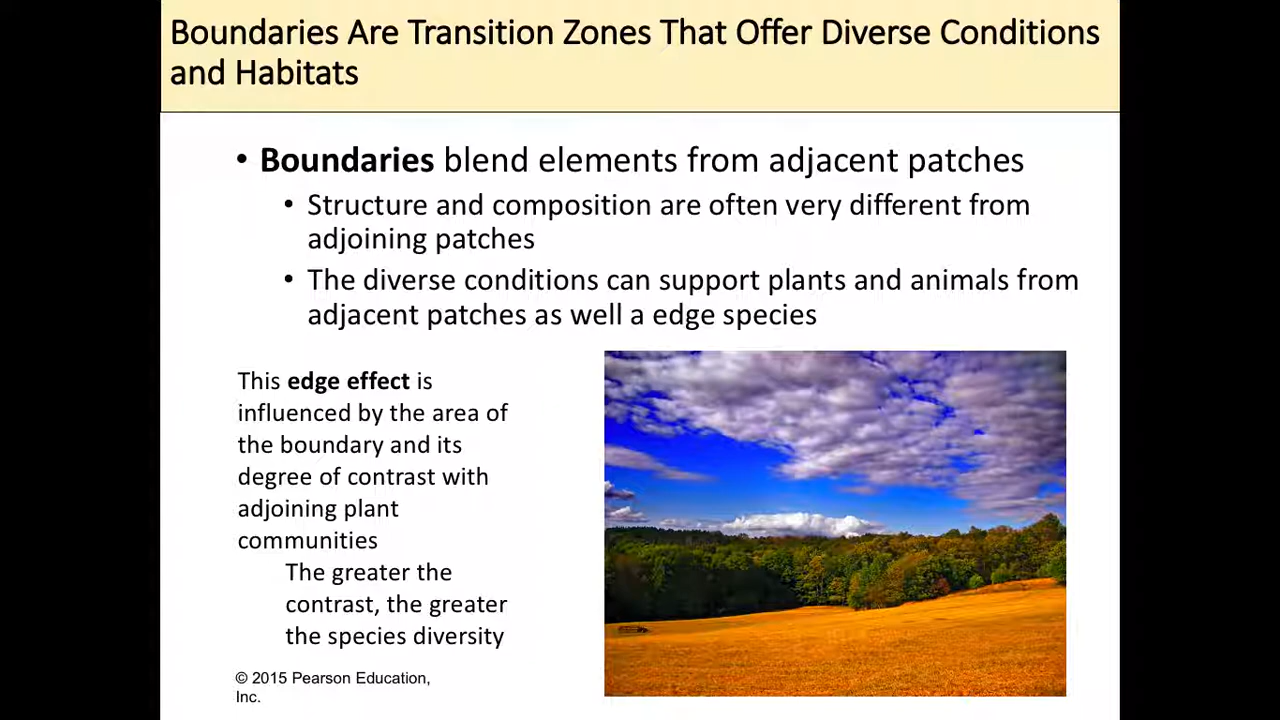 Boundaries Are Transition Zones That Offer Diverse Conditions
and Habitats
• Boundaries blend elements from adjacent patches
• Structure and composition are often very different from
adjoining patches
• The diverse conditions can support plants and animals from
adjacent patches as well a edge species
This edge effect is
influenced by the area of
the boundary and its
degree of contrast with
adjoining plant
communities
The greater the
contrast, the greater
the species diversity
© 2015 Pearson Education,
Inc.